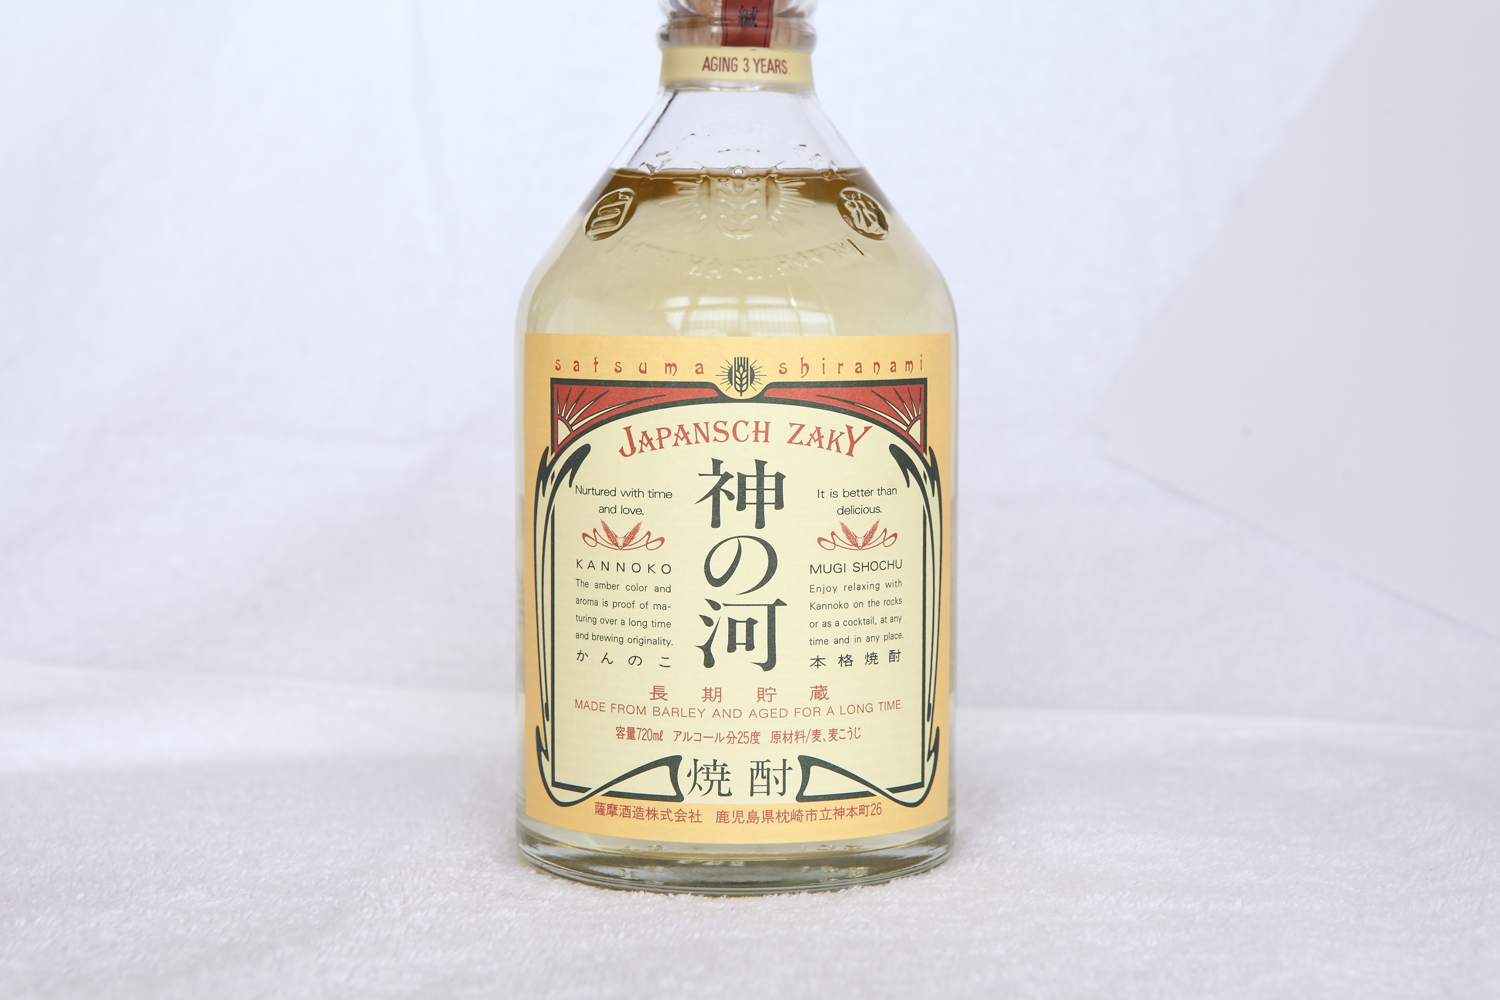 緘
AGING 3 YEARS.
白
波
satsuma shiranami
JAPANSCH ZAKY
神の河
Nurtured with time
and love.
KANNOKO
The amber color and
aroma is proof of ma-
turing over a long time
and brewing originality.
かんのこ
It is better than
delicious.
MUGI SHOCHU
Enjoy relaxing with
Kannoko on the rocks
or as a cocktail, at any
time and in any place.
本格焼酎
長期貯蔵
MADE FROM BARLEY AND AGED FOR A LONG TIME.
容量720㎖ アルコール分25度 原材料/麦、麦こうじ
焼酎
薩摩酒造株式会社 鹿児島県枕崎市立神本町26